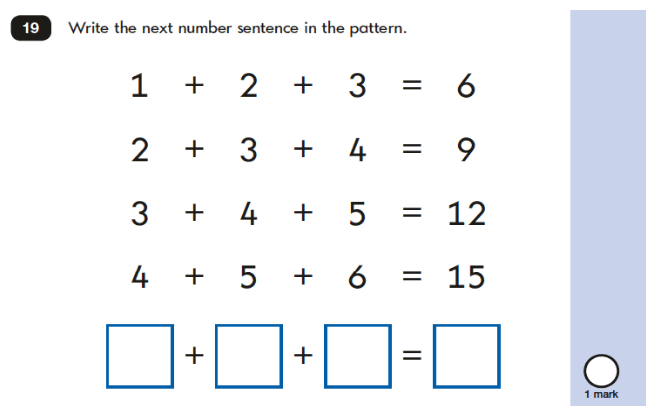 19 Write the next number sentence in the pattern.
1 + 2 + 3 = 6
2 + 3 + 4 = 9
3 + 4 + 5 = 12
4 + 5 + 6 = 15
+ + =
1 mark